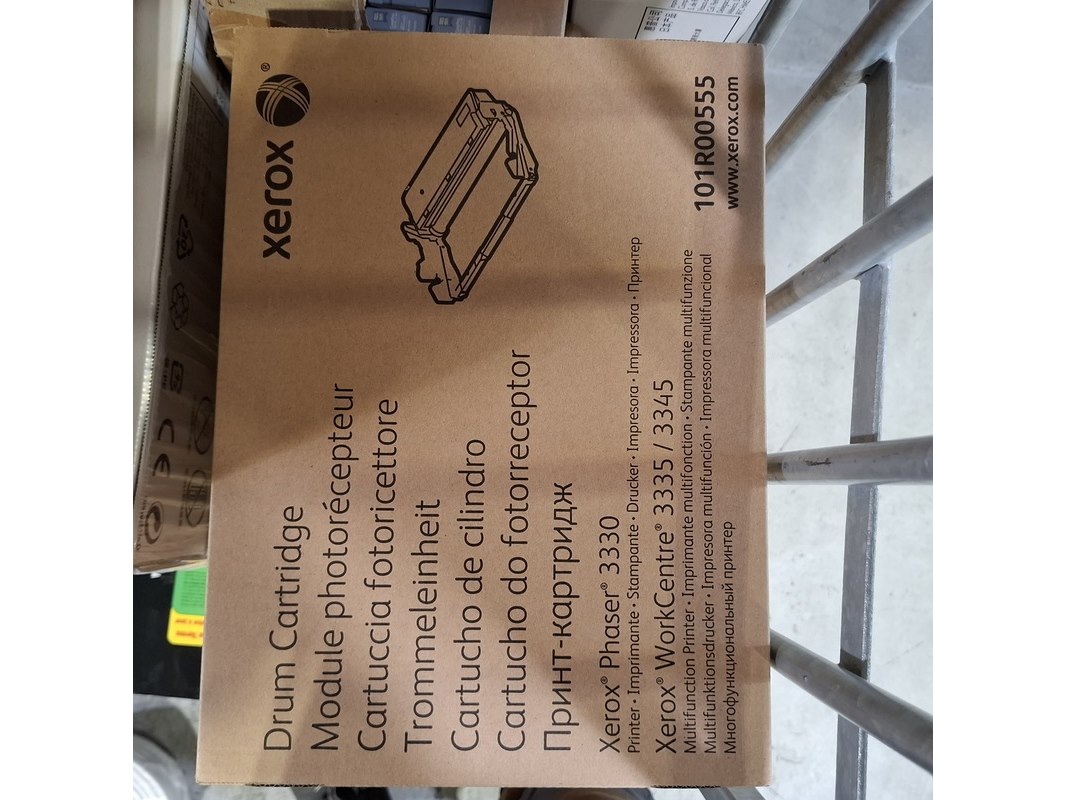 xerox®
Drum Cartridge
Module photorécepteur
Cartuccia fotoricettore
Trommeleinheit
Cartucho de cilindro
Cartucho do fotorreceptor
Принт-картридж
Xerox® Phaser® 3330
Printer · Imprimante · Stampante · Drucker · Impresora · Impressora · Принтер
Xerox® WorkCentre® 3335 / 3345
Multifunction Printer · Imprimante multifonction · Stampante multifunzione
Multifunktionsdrucker · Impresora multifunción · Impressora multifuncional
Многофункциональный принтер
101R00555
www.xerox.com